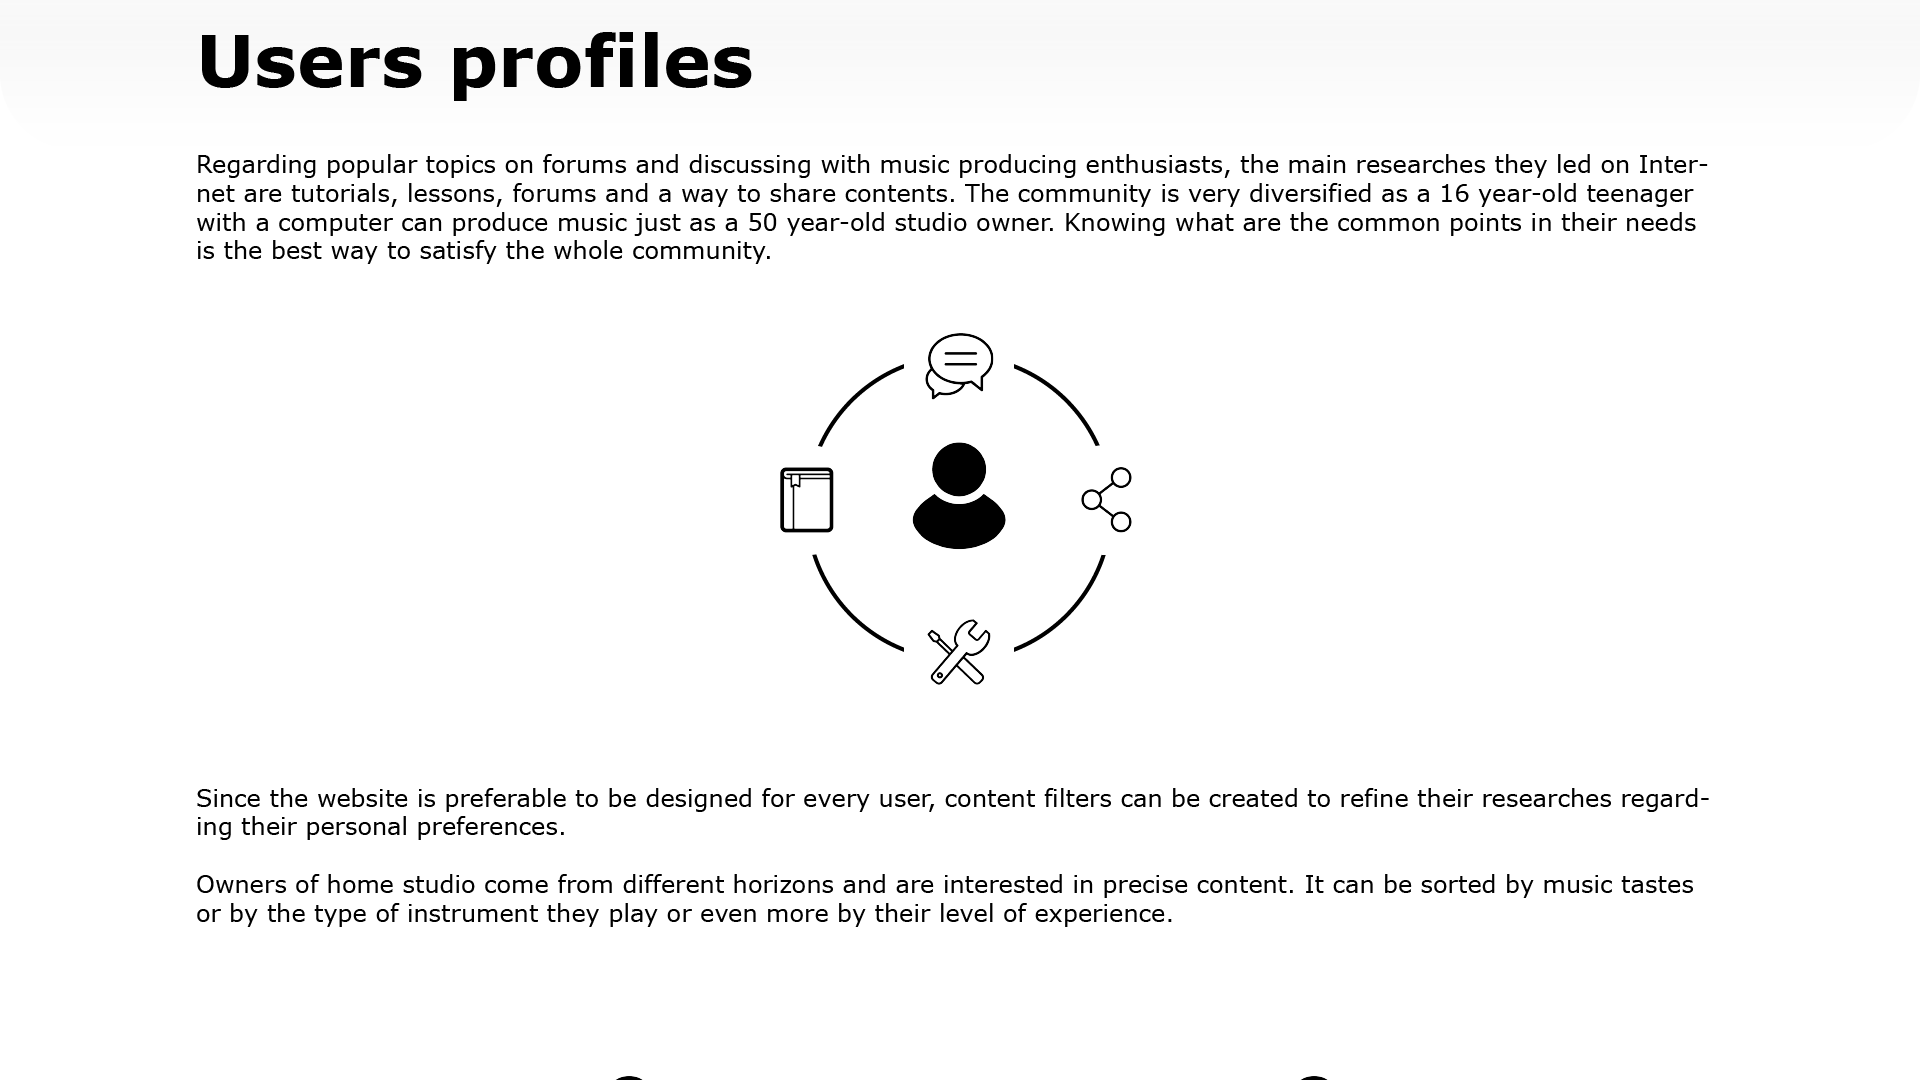 Users profiles
Regarding popular topics on forums and discussing with music producing enthusiasts, the main researches they led on Inter-
net are tutorials, lessons, forums and a way to share contents. The community is very diversified as a 16 year-old teenager
with a computer can produce music just as a 50 year-old studio owner. Knowing what are the common points in their needs
is the best way to satisfy the whole community.
Since the website is preferable to be designed for every user, content filters can be created to refine their researches regard-
ing their personal preferences.
Owners of home studio come from different horizons and are interested in precise content. It can be sorted by music tastes
or by the type of instrument they play or even more by their level of experience.